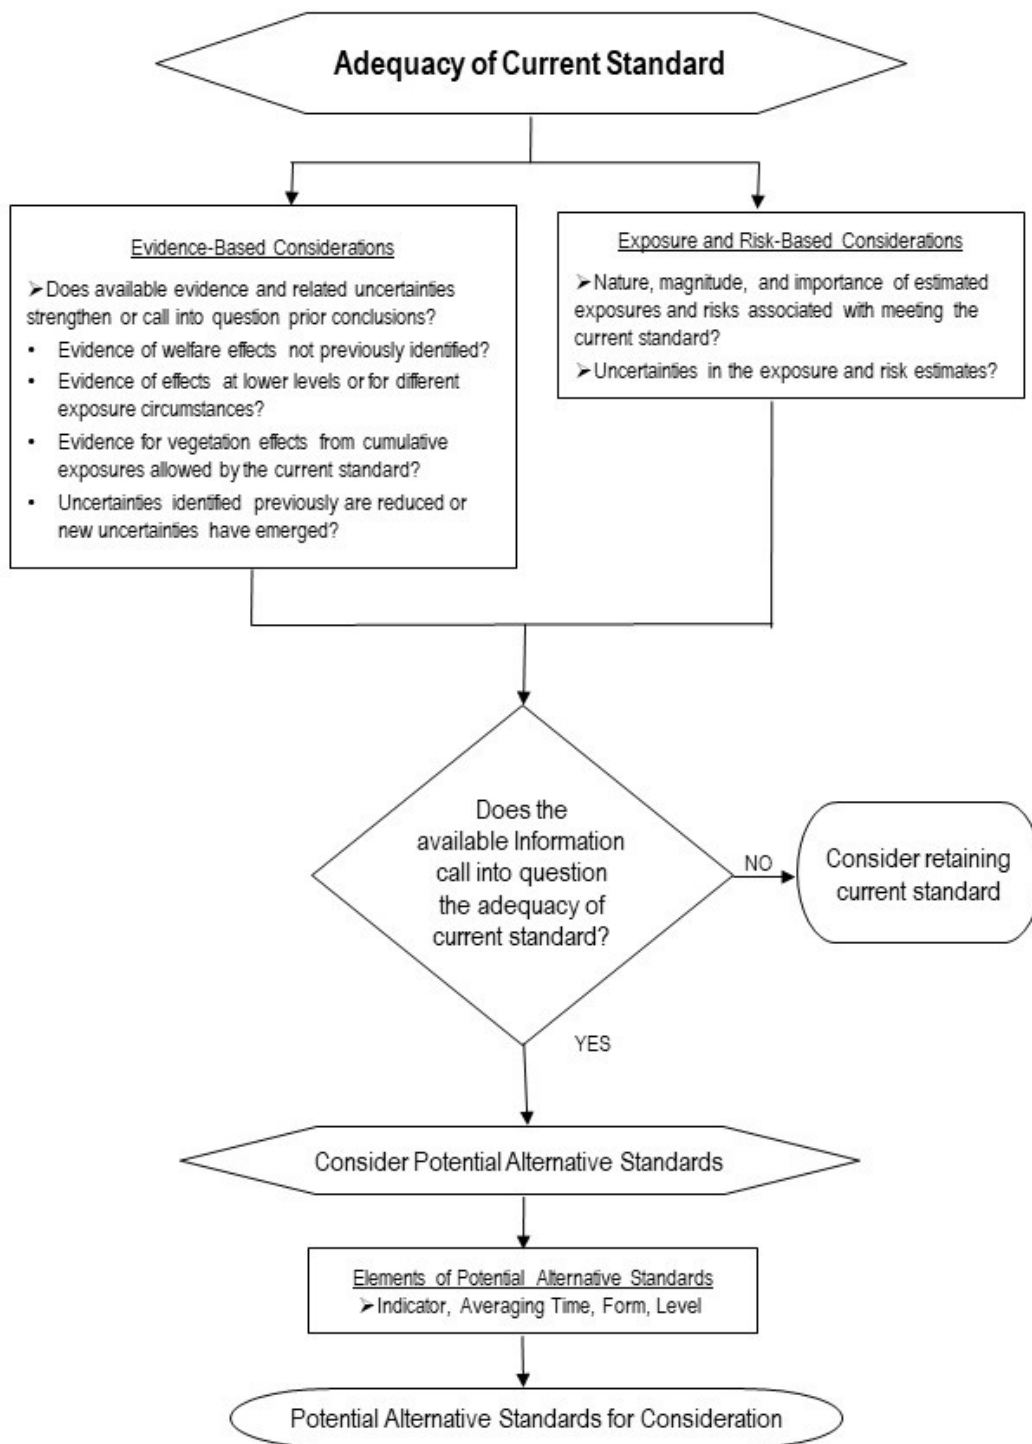 Adequacy of Current Standard
Evidence-Based Considerations
➤Does available evidence and related uncertainties
strengthen or call into question prior conclusions?
• Evidence of welfare effects not previously identified?
• Evidence of effects at lower levels or for different
exposure circumstances?
• Evidence for vegetation effects from cumulative
exposures allowed by the current standard?
• Uncertainties identified previously are reduced or
new uncertainties have emerged?
Exposure and Risk-Based Considerations
➤Nature, magnitude, and importance of estimated
exposures and risks associated with meeting the
current standard?
➤Uncertainties in the exposure and risk estimates?
Does the
available Information
call into question
the adequacy of
current standard?
NO
Consider retaining
current standard
YES
Consider Potential Alternative Standards
Elements of Potential Alternative Standards
➤Indicator, Averaging Time, Form, Level
Potential Alternative Standards for Consideration